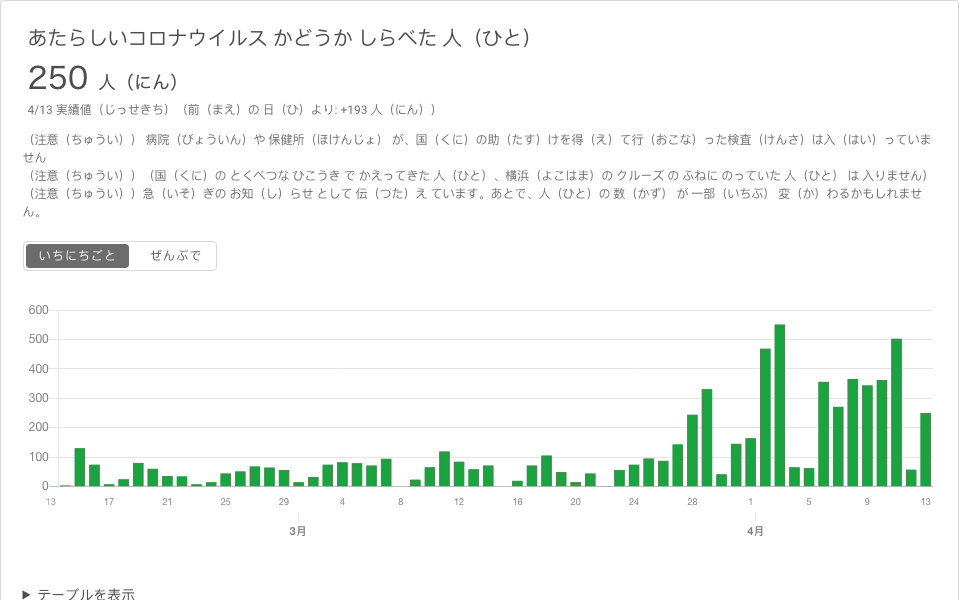 あたらしいコロナウイルス かどうか しらべた 人（ひと）
250 人（にん）
4/13 実績値（じっせきち）（前（まえ）の 日（ひ）より: +193 人（にん））
（注意（ちゅうい）） 病院（びょういん）や 保健所（ほけんじょ） が、国（くに）の助（たす）けを得（え）て行（おこな）った検査（けんさ）は入（はい）っていま
せん
（注意（ちゅうい））（国（くに）の とくべつな ひこうき で かえってきた 人（ひと）、横浜（よこはま）の クルーズ の ふねに のっていた 人（ひと） は 入りません）
（注意（ちゅうい））急（いそ）ぎの お知（し）らせ として 伝（つた）え ています。あとで、人（ひと）の 数（かず） が 一部（いちぶ） 変（か）わるかもしれませ
ん。
いちにちごと ぜんぶで
600
500
400
300
200
100
0
13 17 21 25 29 4 8 12 16 20 24 28 1 5 9 13
3月 4月
▶ テーブルを表示